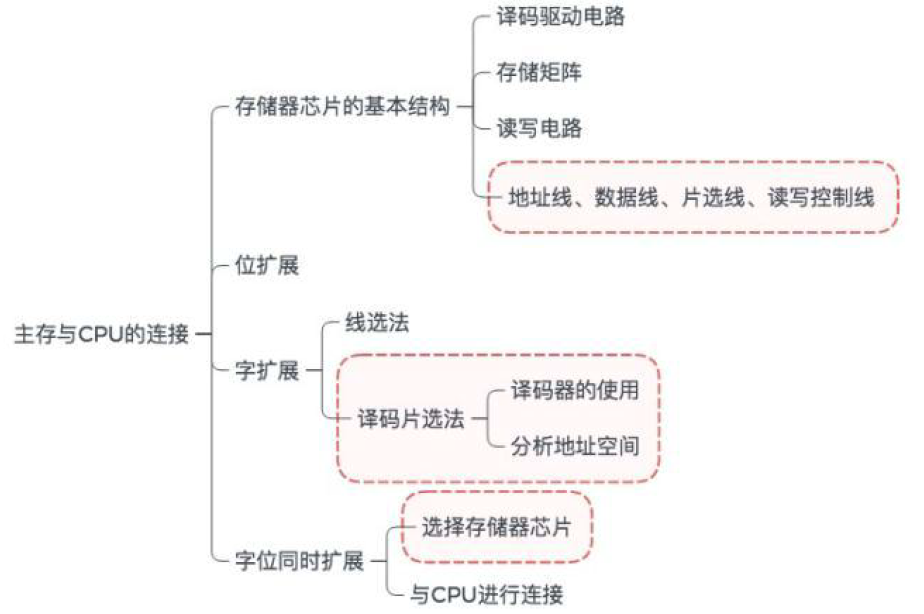 译码驱动电路
存储矩阵
存储器芯片的基本结构
读写电路
地址线、数据线、片选线、读写控制线
位扩展
主存与CPU的连接
线选法
字扩展
译码器的使用
译码片选法
分析地址空间
选择存储器芯片
字位同时扩展
与CPU进行连接